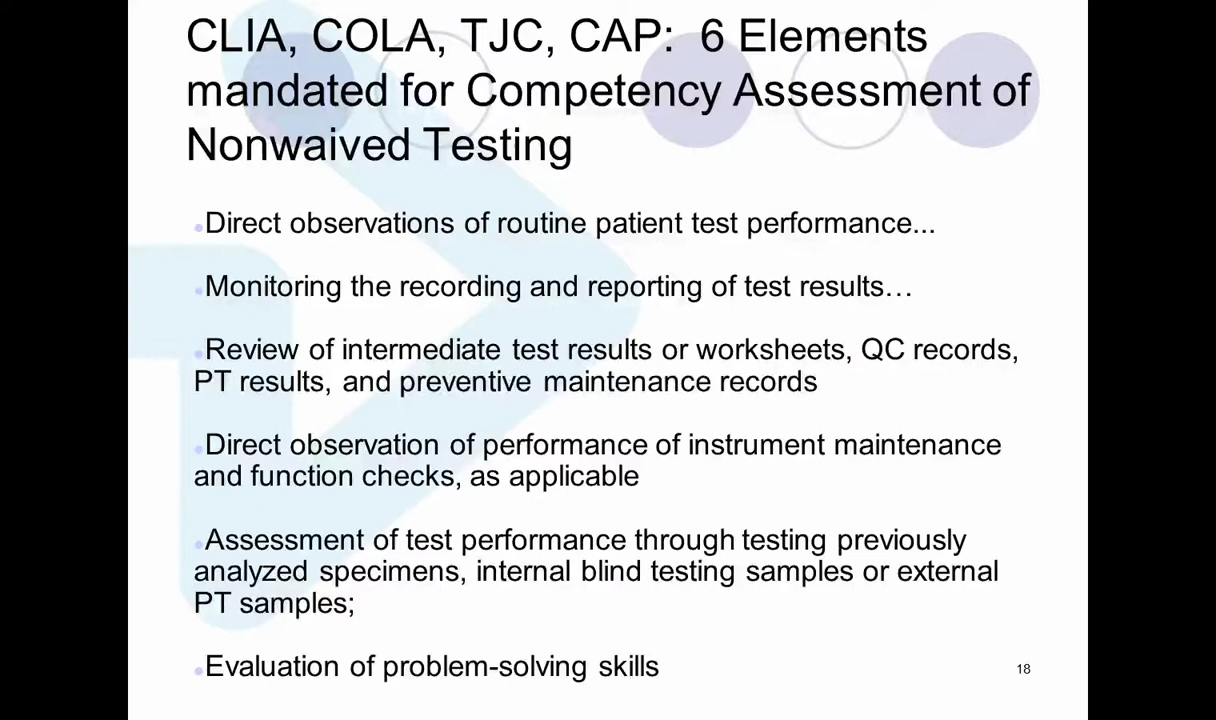 CLIA, COLA, TJC, CAP: 6 Elements
mandated for Competency Assessment of
Nonwaived Testing
•Direct observations of routine patient test performance...
•Monitoring the recording and reporting of test results…
•Review of intermediate test results or worksheets, QC records,
PT results, and preventive maintenance records
•Direct observation of performance of instrument maintenance
and function checks, as applicable
•Assessment of test performance through testing previously
analyzed specimens, internal blind testing samples or external
PT samples;
•Evaluation of problem-solving skills
18